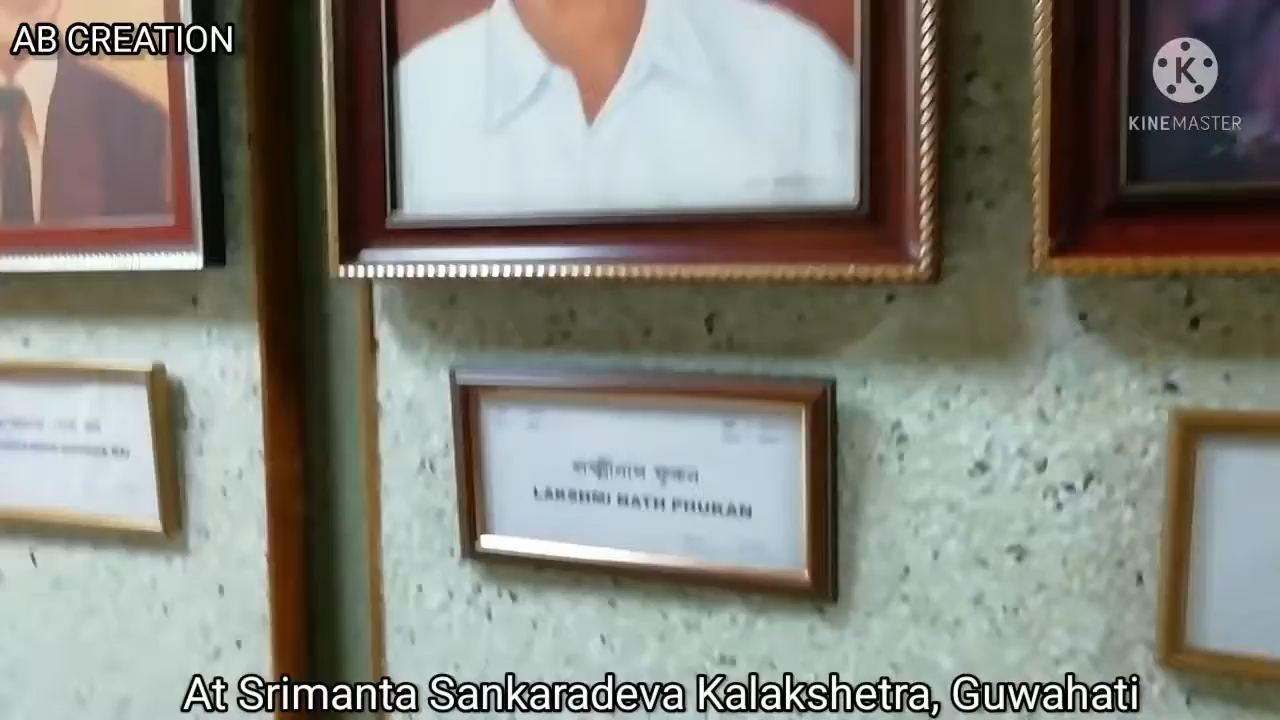 AB CREATION
KINEMASTER
লক্ষ্মীনাথ ফুকন
LAKSHMI NATH PHUKAN
At Srimanta Sankaradeva Kalakshetra, Guwahati